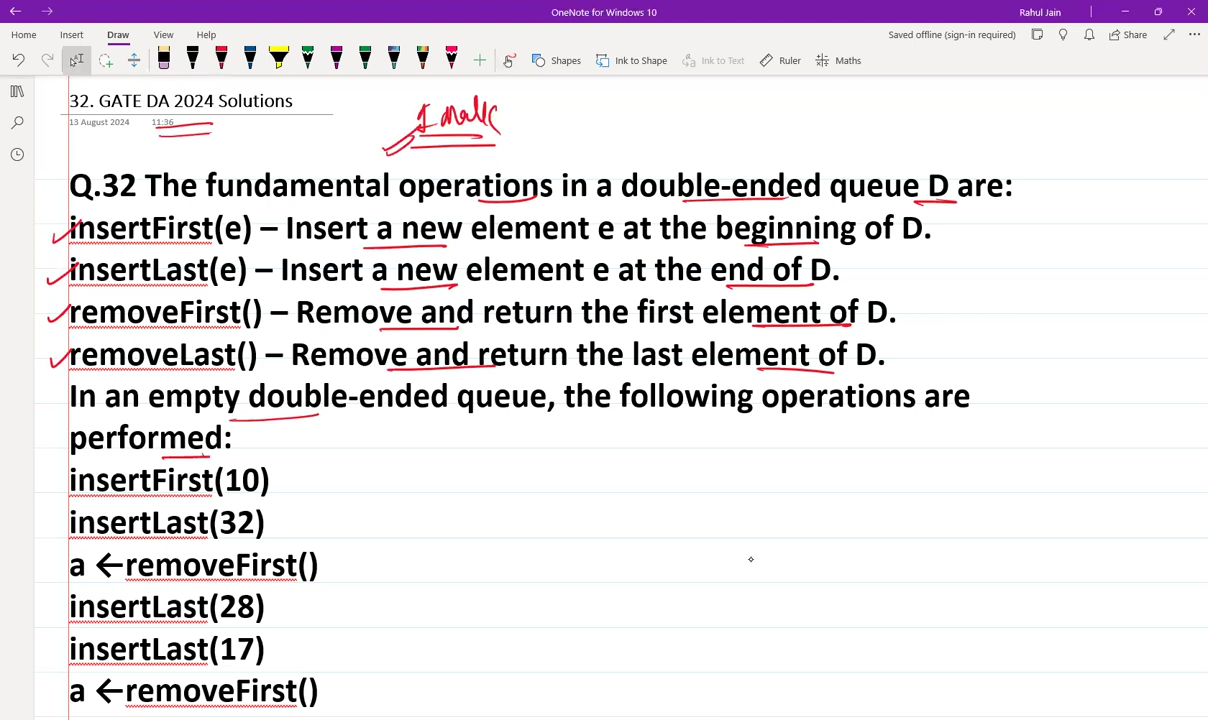 OneNote for Windows 10
Rahul Jain
Home Insert Draw View Help
Saved offline (sign-in required)
Share
Shapes
Ink to Shape
Ink to Text
Ruler
Maths
32. GATE DA 2024 Solutions
13 August 2024 11:36
1 mark
Q.32 The fundamental operations in a double-ended queue D are:
insertFirst(e) – Insert a new element e at the beginning of D.
insertLast(e) – Insert a new element e at the end of D.
removeFirst() – Remove and return the first element of D.
removeLast() – Remove and return the last element of D.
In an empty double-ended queue, the following operations are
performed:
insertFirst(10)
insertLast(32)
a ←removeFirst()
insertLast(28)
insertLast(17)
a ←removeFirst()